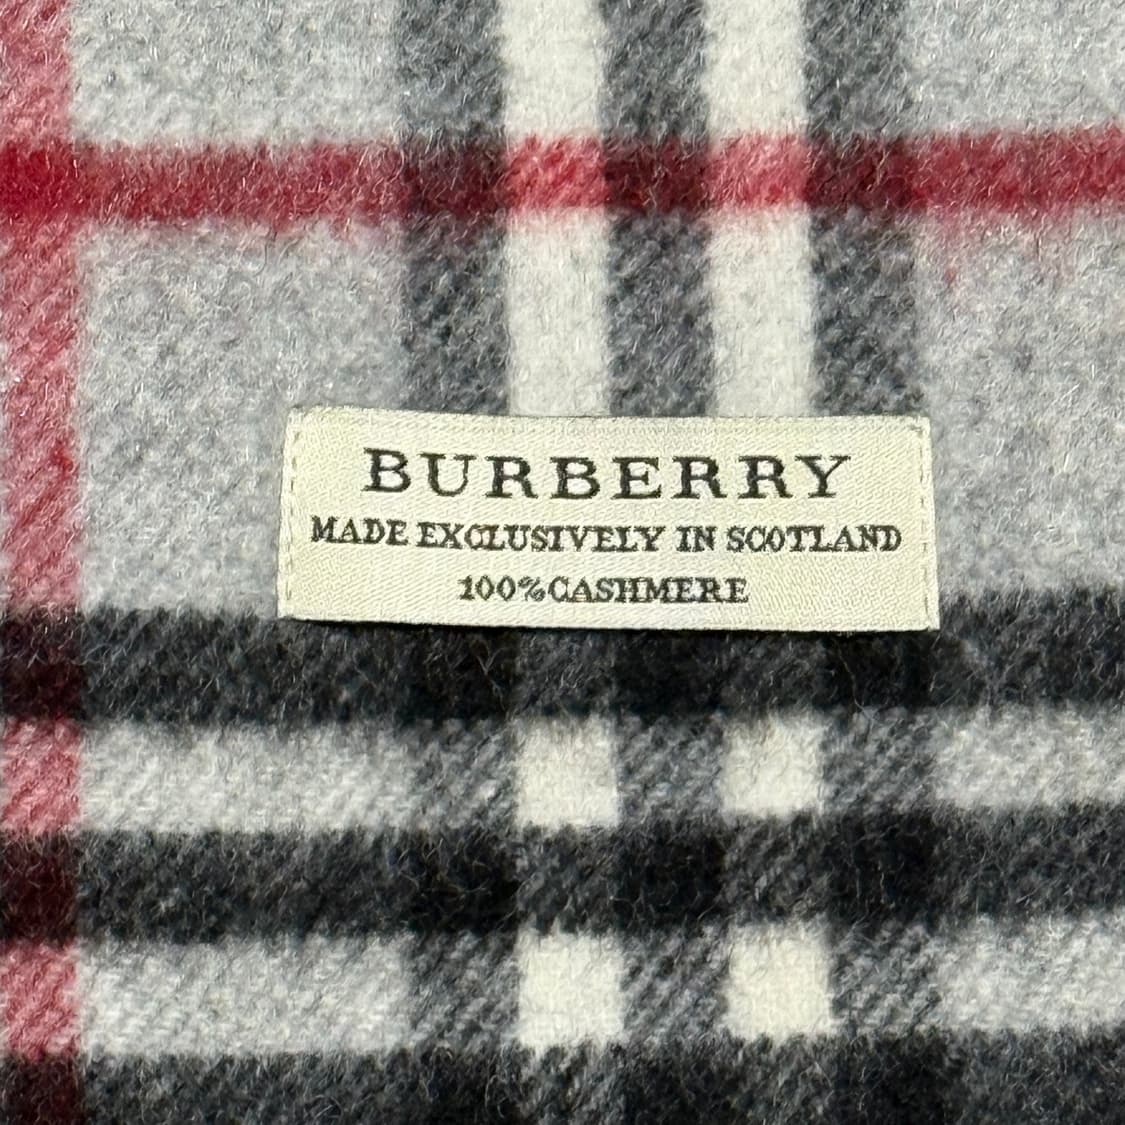 BURBERRY
MADE EXCLUSIVELY IN SCOTLAND
100%CASHMERE